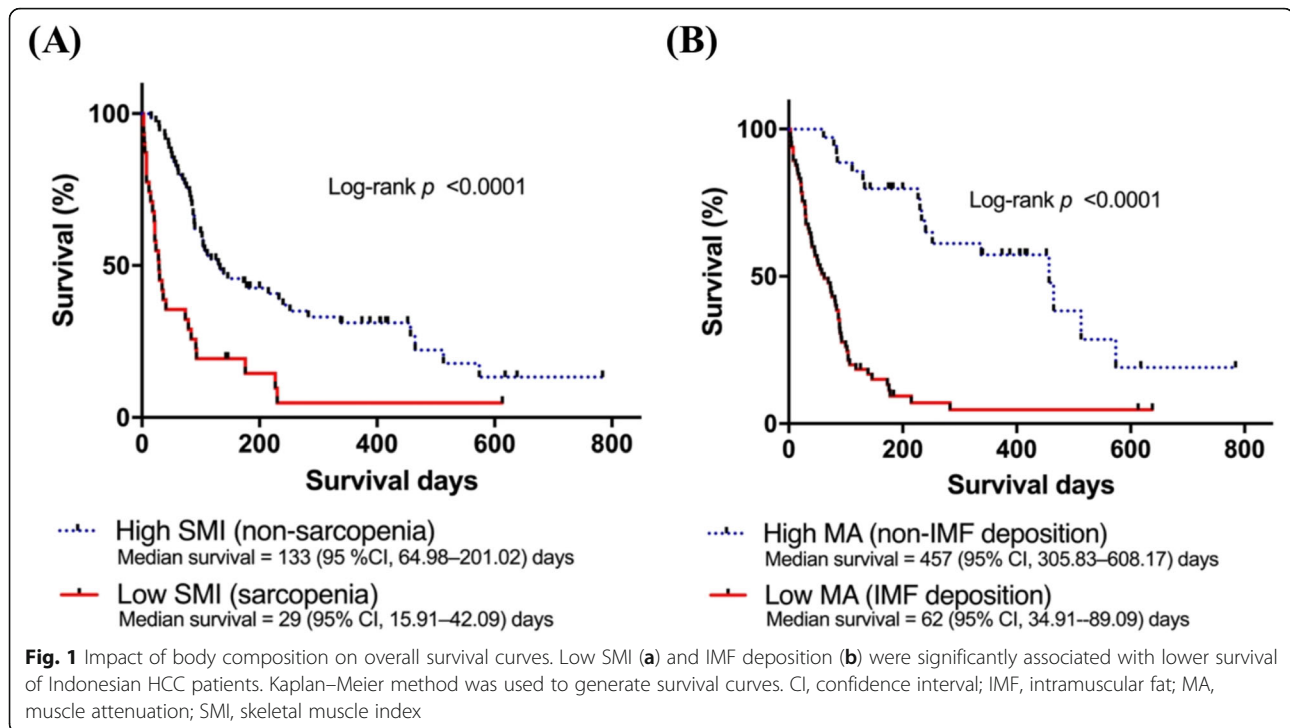 (A)
100
50
0
Survival (%)
Log-rank p <0.0001
0 200 400 600 800
Survival days
High SMI (non-sarcopenia)
Median survival = 133 (95 %CI, 64.98–201.02) days
Low SMI (sarcopenia)
Median survival = 29 (95% CI, 15.91–42.09) days
(B)
100
50
0
Survival (%)
Log-rank p <0.0001
0 200 400 600 800
Survival days
High MA (non-IMF deposition)
Median survival = 457 (95% CI, 305.83–608.17) days
Low MA (IMF deposition)
Median survival = 62 (95% CI, 34.91--89.09) days
Fig. 1 Impact of body composition on overall survival curves. Low SMI (a) and IMF deposition (b) were significantly associated with lower survival
of Indonesian HCC patients. Kaplan–Meier method was used to generate survival curves. CI, confidence interval; IMF, intramuscular fat; MA,
muscle attenuation; SMI, skeletal muscle index